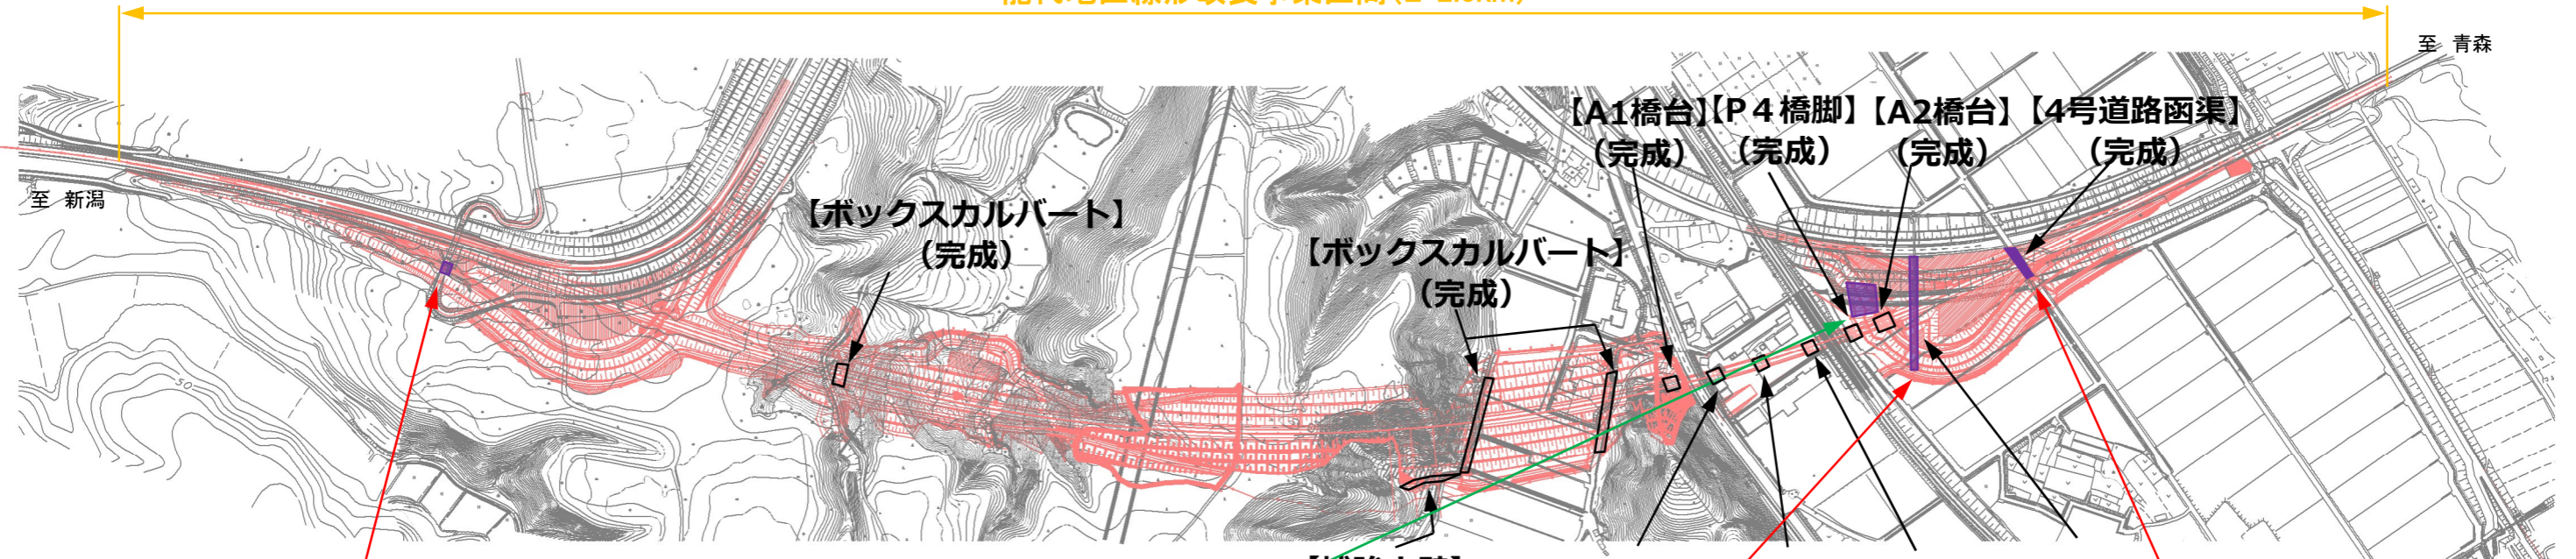 至 青森
【A1橋台】
（完成）
【P４橋脚】
（完成）
【A2橋台】
（完成）
【4号道路函渠】
（完成）
至 新潟
【ボックスカルバート】
（完成）
【ボックスカルバート】
（完成）
50